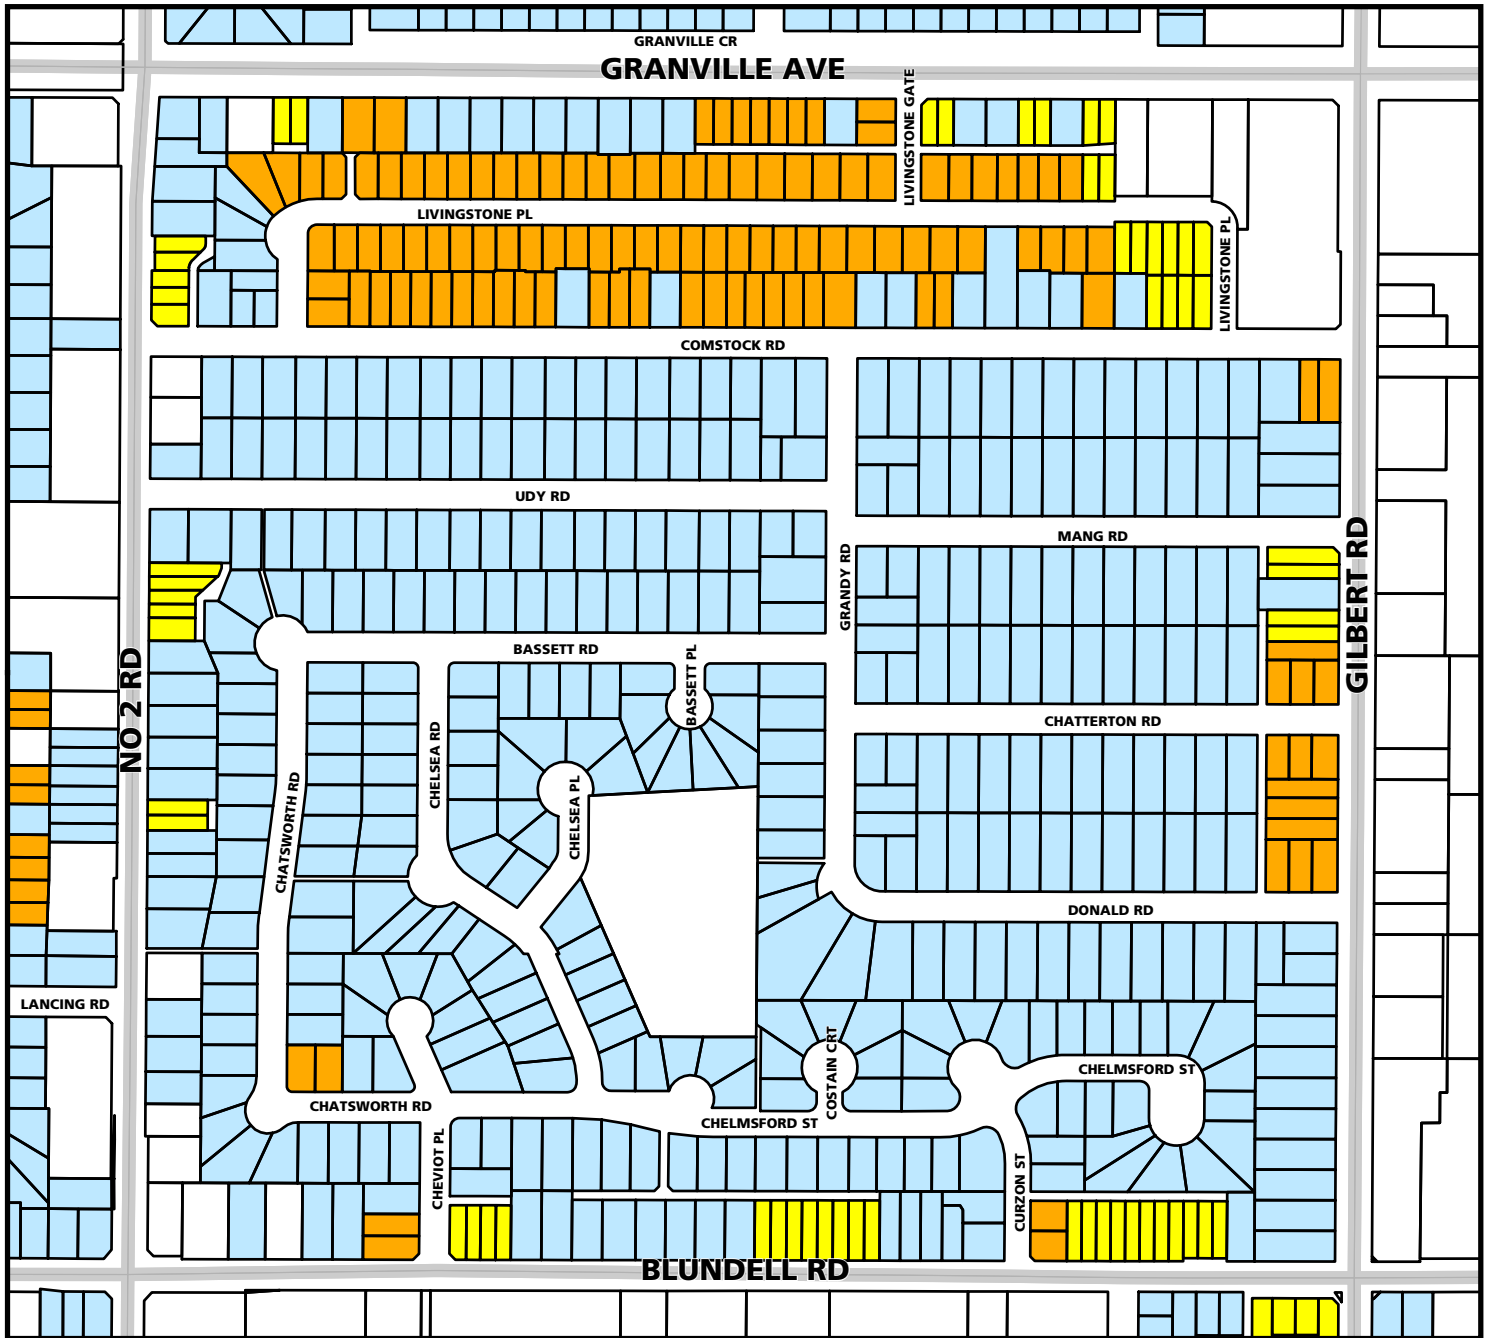 GRANVILLE CR
GRANVILLE AVE
LIVINGSTONE GATE
LIVINGSTONE PL
LIVINGSTONE PL
COMSTOCK RD
UDY RD
MANG RD
GRANDY RD
GILBERT RD
NO 2 RD
BASSETT RD
BASSETT PL
CHATTERTON RD
CHELSEA RD
CHELSEA PL
CHATSWORTH RD
DONALD RD
LANCING RD
COSTAIN CRT
CHELMSFORD ST
CHATSWORTH RD
CHELMSFORD ST
CHEVIOT PL
CURZON ST
BLUNDELL RD